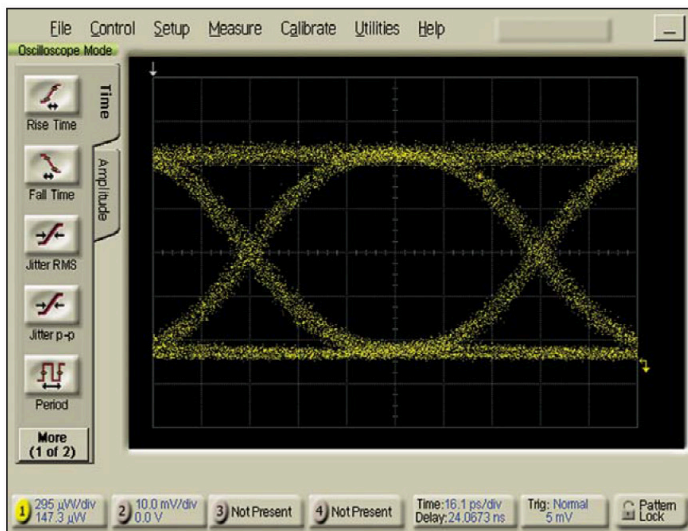 File Control Setup Measure Calibrate Utilities Help
Oscilloscope Mode
Time
Amplitude
Rise Time
Fall Time
Jitter RMS
Jitter p-p
Period
More
(1 of 2)
1 295 µW/div
147.3 µW
2 10.0 mV/div
0.0 V
3 Not Present
4 Not Present
Time:16.1 ps/div
Delay:24.0673 ns
Trig: Normal
5 mV
Pattern
Lock